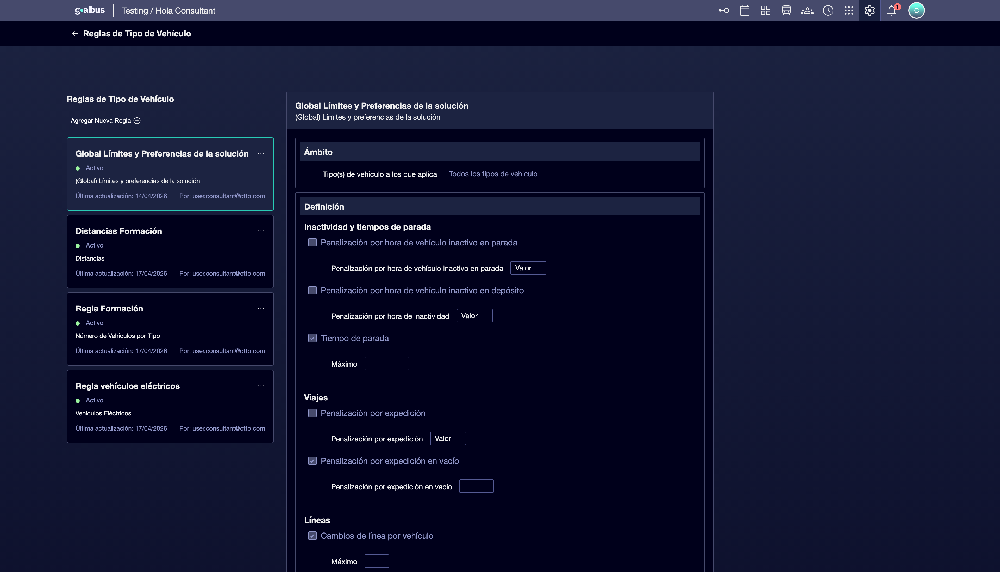 goalbus
Testing / Hola Consultant
1
C
Reglas de Tipo de Vehículo
Reglas de Tipo de Vehículo
Agregar Nueva Regla
Global Límites y Preferencias de la solución
Activo
(Global) Límites y preferencias de la solución
Última actualización: 14/04/2026 Por: user.consultant@otto.com
Distancias Formación
Activo
Distancias
Última actualización: 17/04/2026 Por: user.consultant@otto.com
Regla Formación
Activo
Número de Vehículos por Tipo
Última actualización: 17/04/2026 Por: user.consultant@otto.com
Regla vehículos eléctricos
Activo
Vehículos Eléctricos
Última actualización: 17/04/2026 Por: user.consultant@otto.com
Global Límites y Preferencias de la solución
(Global) Límites y preferencias de la solución
Ámbito
Tipo(s) de vehículo a los que aplica Todos los tipos de vehículo
Definición
Inactividad y tiempos de parada
Penalización por hora de vehículo inactivo en parada
Penalización por hora de vehículo inactivo en parada Valor
Penalización por hora de vehículo inactivo en depósito
Penalización por hora de inactividad Valor
Tiempo de parada
Máximo
Viajes
Penalización por expedición
Penalización por expedición Valor
Penalización por expedición en vacío
Penalización por expedición en vacío
Líneas
Cambios de línea por vehículo
Máximo